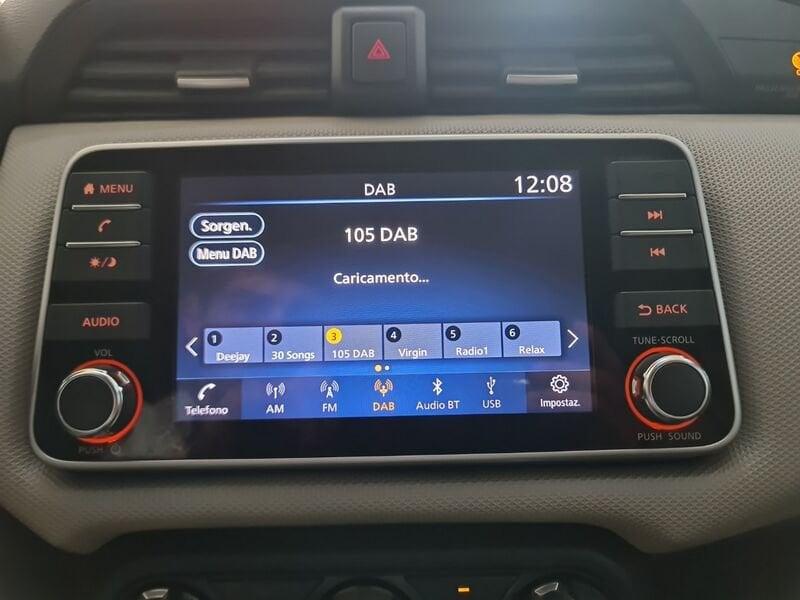 DAB
12:08
MENU
Sorgen.
105 DAB
Menu DAB
Caricamento...
AUDIO
BACK
VOL
TUNE·SCROLL
1 Deejay
2 30 Songs
3 105 DAB
4 Virgin
5 Radio1
6 Relax
Telefono
AM
FM
DAB
Audio BT
USB
Impostaz.
PUSH
PUSH SOUND